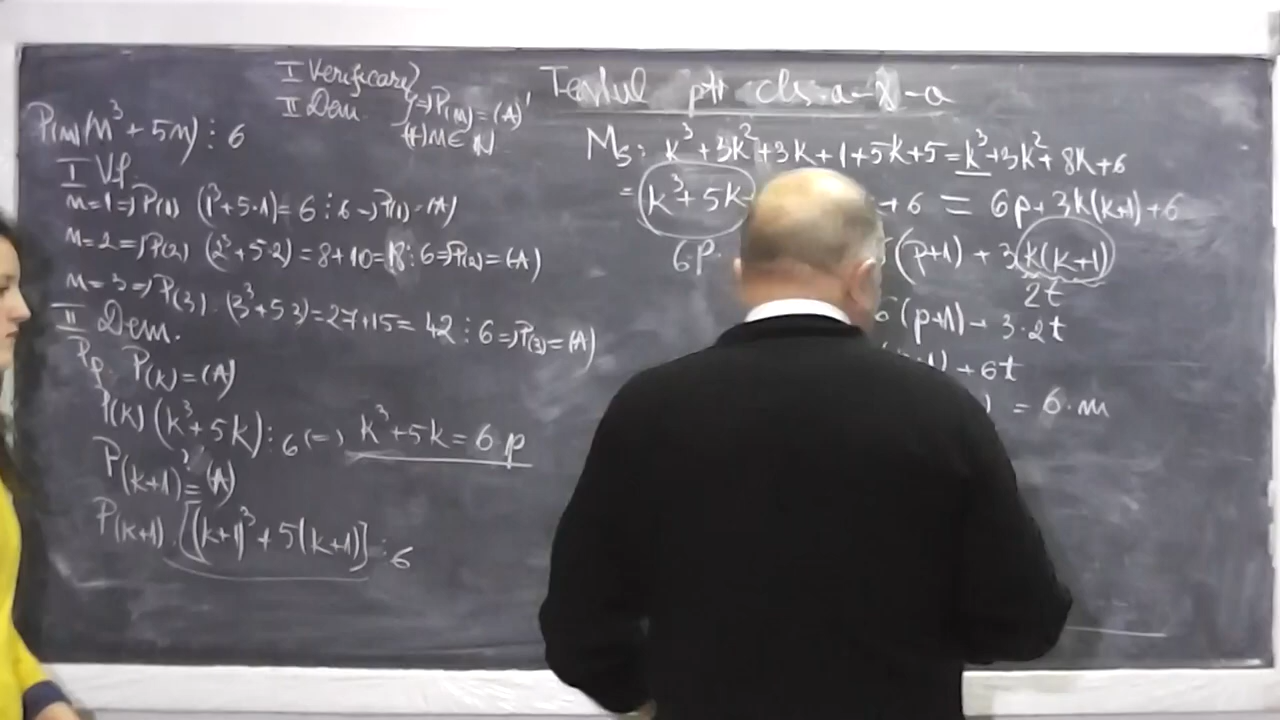 I Verificare
II Dem. } => P(n) = (A)
(∀) n ∈ N
P(n) (n³ + 5n) ⋮ 6
I Vf.
n=1 => P(1) (1³+5·1) = 6 ⋮ 6 -> P(1) - (A)
n=2 => P(2) (2³+5·2) = 8+10 = 18 ⋮ 6 => P(2) = (A)
n=3 => P(3) · (3³+5·3) = 27+15 = 42 ⋮ 6 => P(3) = (A)
II Dem.
Pp P(k) = (A)
P(k) (k³+5k) ⋮ 6 (=) k³+5k = 6·p
P(k+1) ?= (A)
P(k+1) · [(k+1)³ + 5(k+1)] ⋮ 6
Testul ptr cls. a-X-a
Ms: k³+3k²+3k+1+5k+5 = k³+3k²+8k+6
= k³+5k +6 = 6p+3k(k+1)+6
6p (p+1) + 3k(k+1)
2t
(p+1) - 3·2t
+ 6t
= 6·m